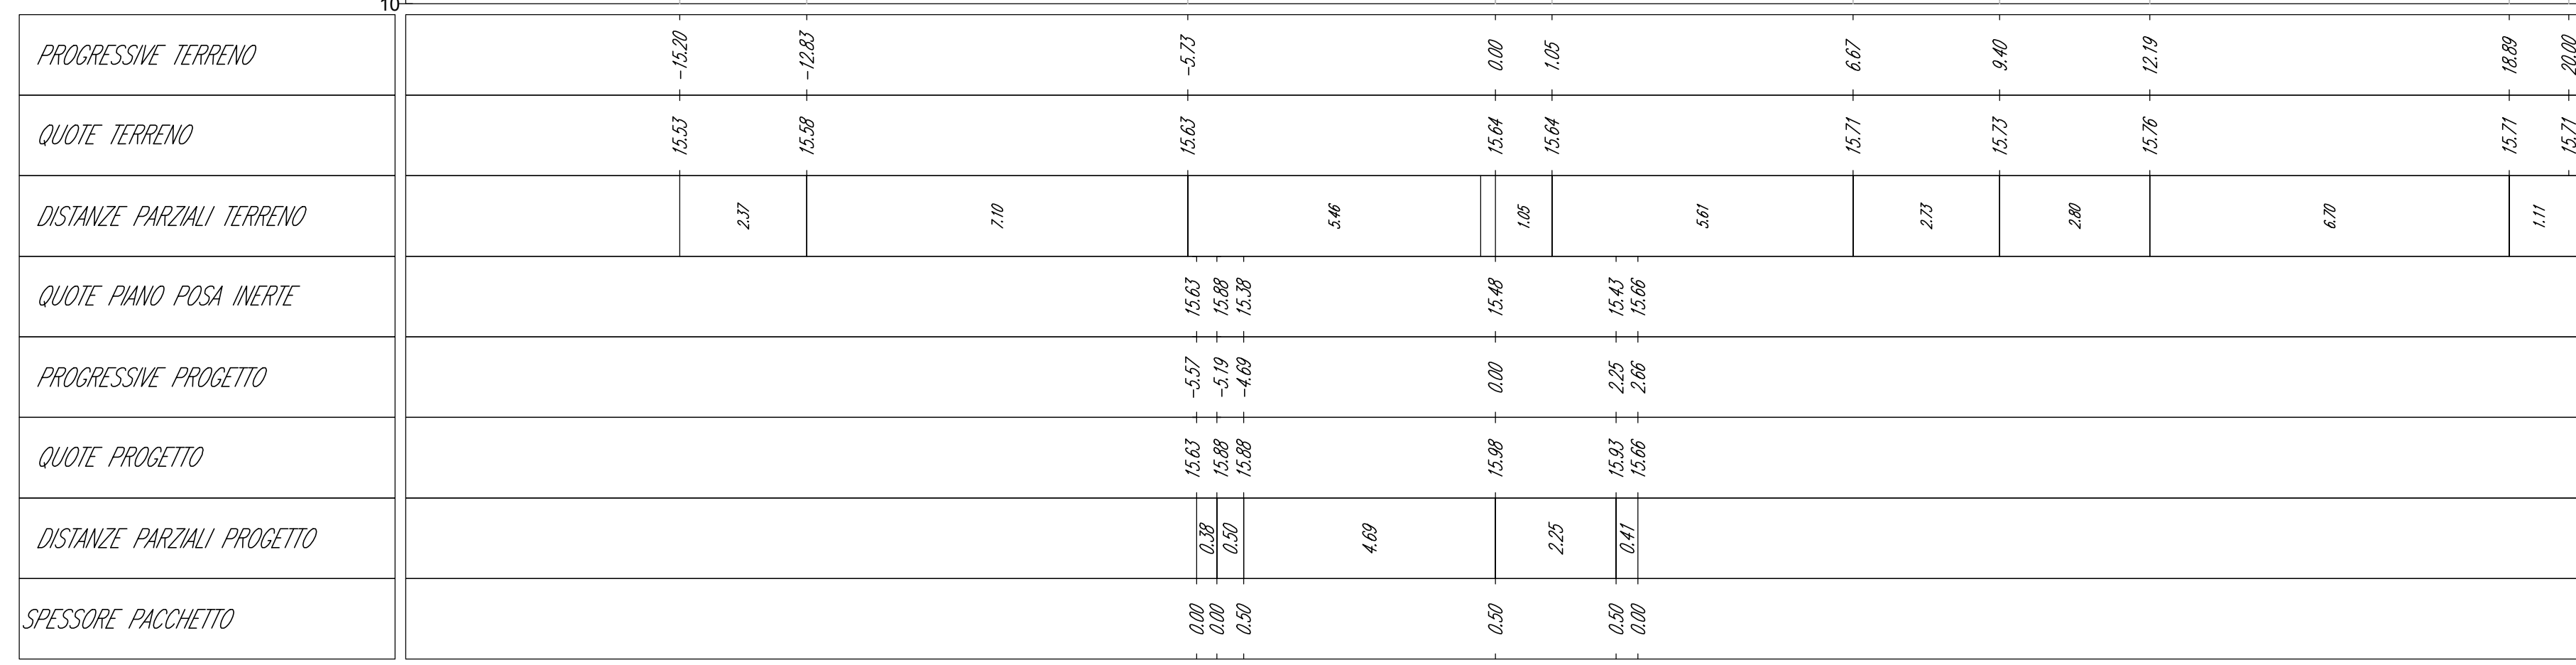 10
PROGRESSIVE TERRENO -15.20 -12.83 -5.73 0.00 1.05 6.67 9.40 12.19 18.89 20.00
QUOTE TERRENO 15.53 15.58 15.63 15.64 15.64 15.71 15.73 15.76 15.71 15.71
DISTANZE PARZIALI TERRENO 2.37 7.10 5.46 1.05 5.61 2.73 2.80 6.70 1.11
QUOTE PIANO POSA INERTE 15.63 15.88 15.38 15.48 15.43 15.66
PROGRESSIVE PROGETTO -5.57 -5.19 -4.69 0.00 2.25 2.66
QUOTE PROGETTO 15.63 15.88 15.88 15.98 15.93 15.66
DISTANZE PARZIALI PROGETTO 0.38 0.50 4.69 2.25 0.41
SPESSORE PACCHETTO 0.00 0.00 0.50 0.50 0.50 0.00